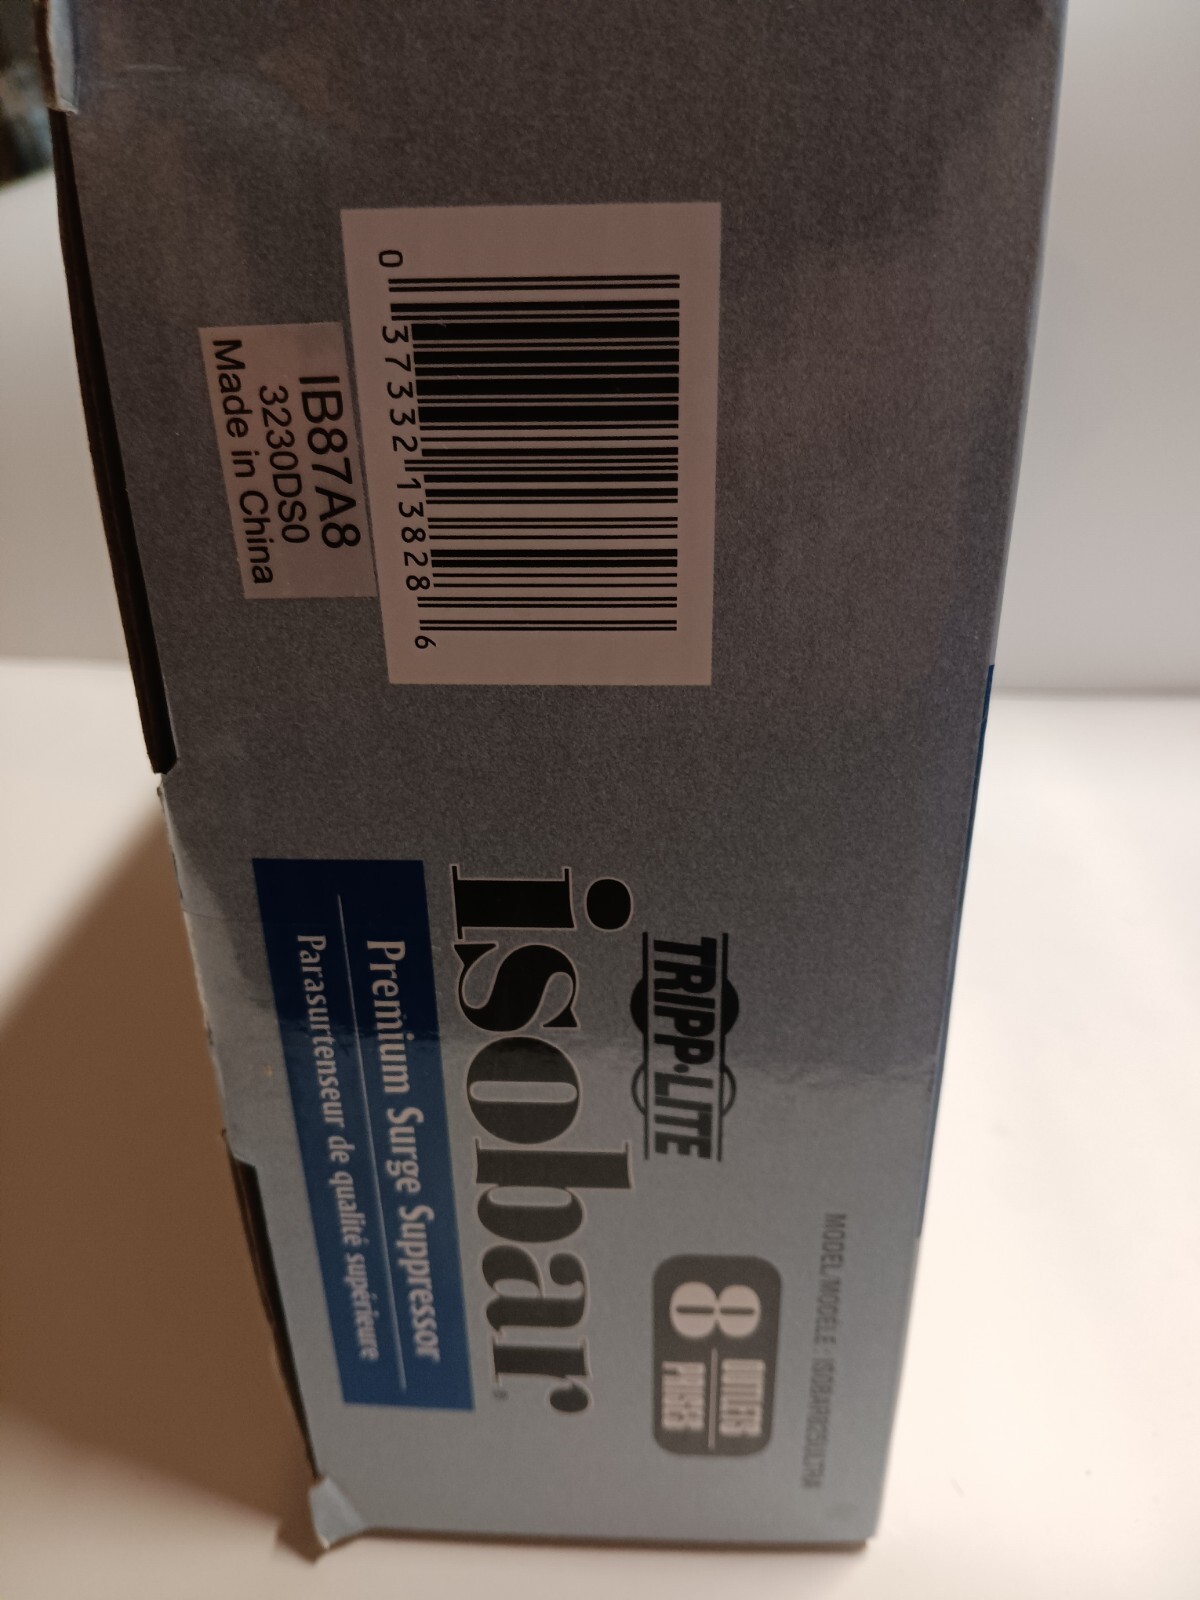 0 37332 13828 6
IB87A8
3230DS0
Made in China
TRIPP·LITE
isobar®
Premium Surge Suppressor
Parasurtenseur de qualité supérieure
8 OUTLETS
PRISES
MODEL/MODÈLE : ISOBAR825ULTRA